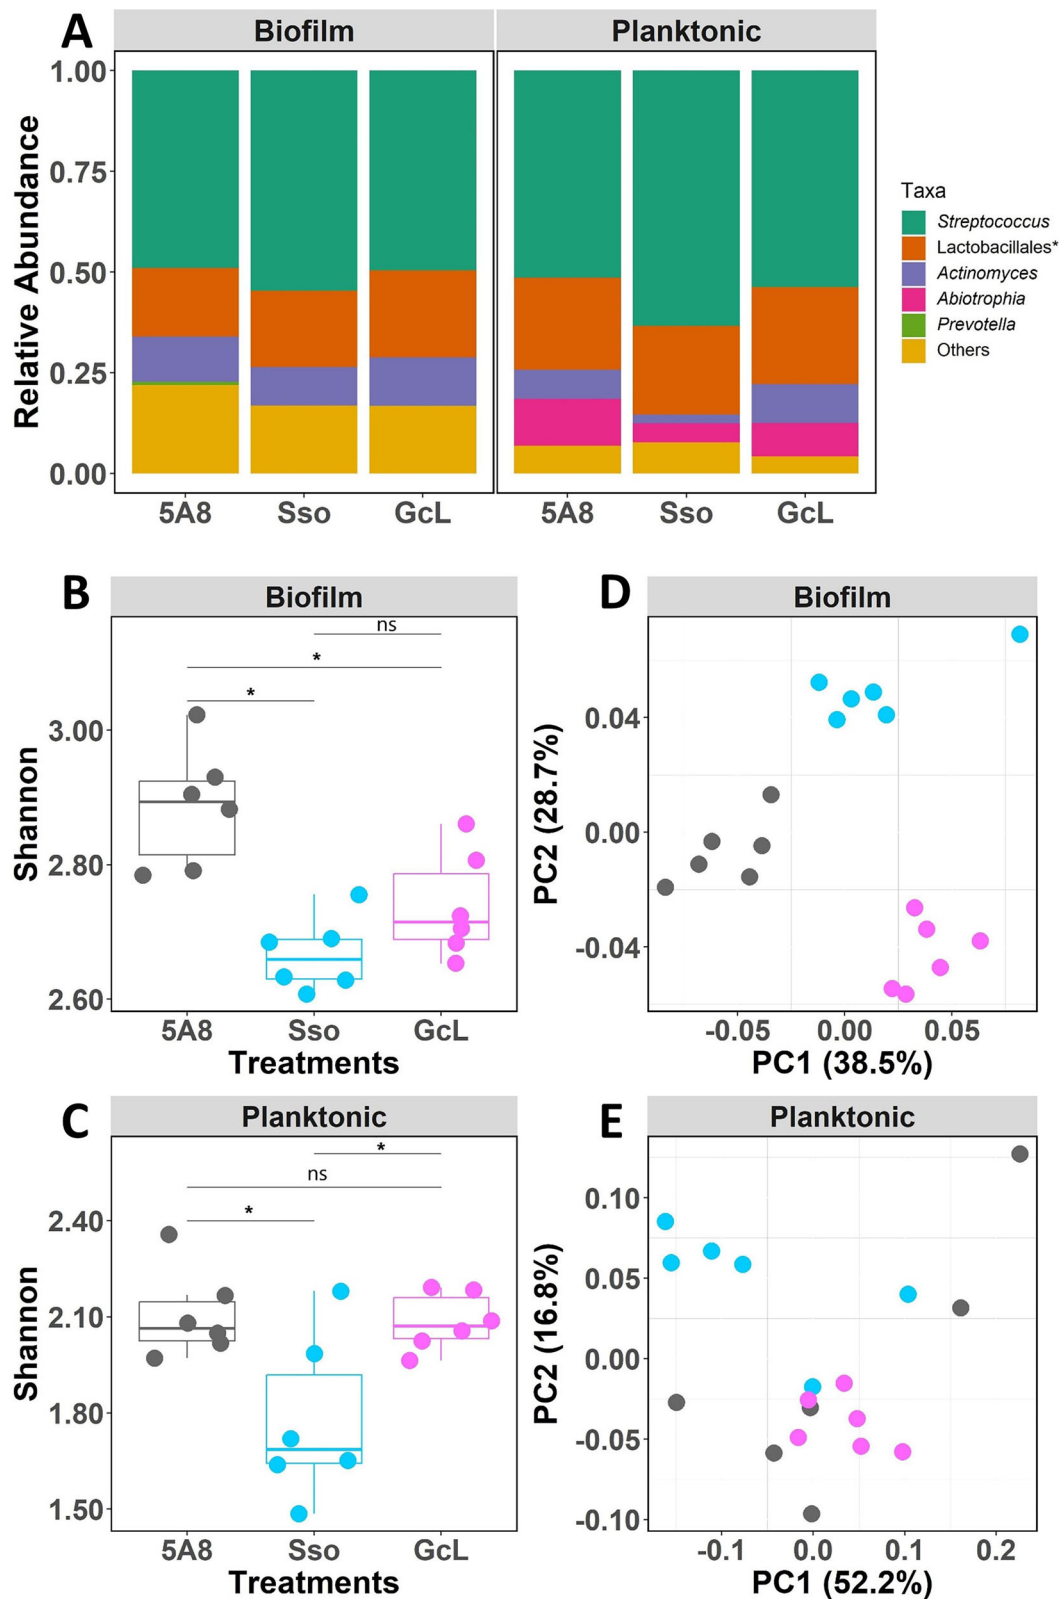 A
Biofilm
Planktonic
Relative Abundance
1.00
0.75
0.50
0.25
0.00
5A8
Sso
GcL
5A8
Sso
GcL
Taxa
Streptococcus
Lactobacillales*
Actinomyces
Abiotrophia
Prevotella
Others
B
Biofilm
ns
*
*
Shannon
3.00
2.80
2.60
5A8
Sso
GcL
Treatments
D
Biofilm
PC2 (28.7%)
0.04
0.00
-0.04
-0.05
0.00
0.05
PC1 (38.5%)
C
Planktonic
*
ns
*
Shannon
2.40
2.10
1.80
1.50
5A8
Sso
GcL
Treatments
E
Planktonic
PC2 (16.8%)
0.10
0.05
0.00
-0.05
-0.10
-0.1
0.0
0.1
0.2
PC1 (52.2%)